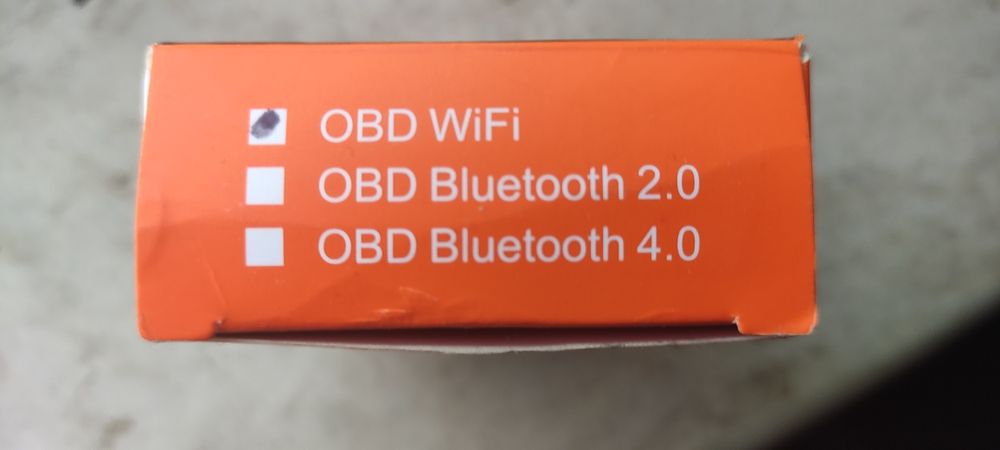 OBD WiFi
OBD Bluetooth 2.0
OBD Bluetooth 4.0